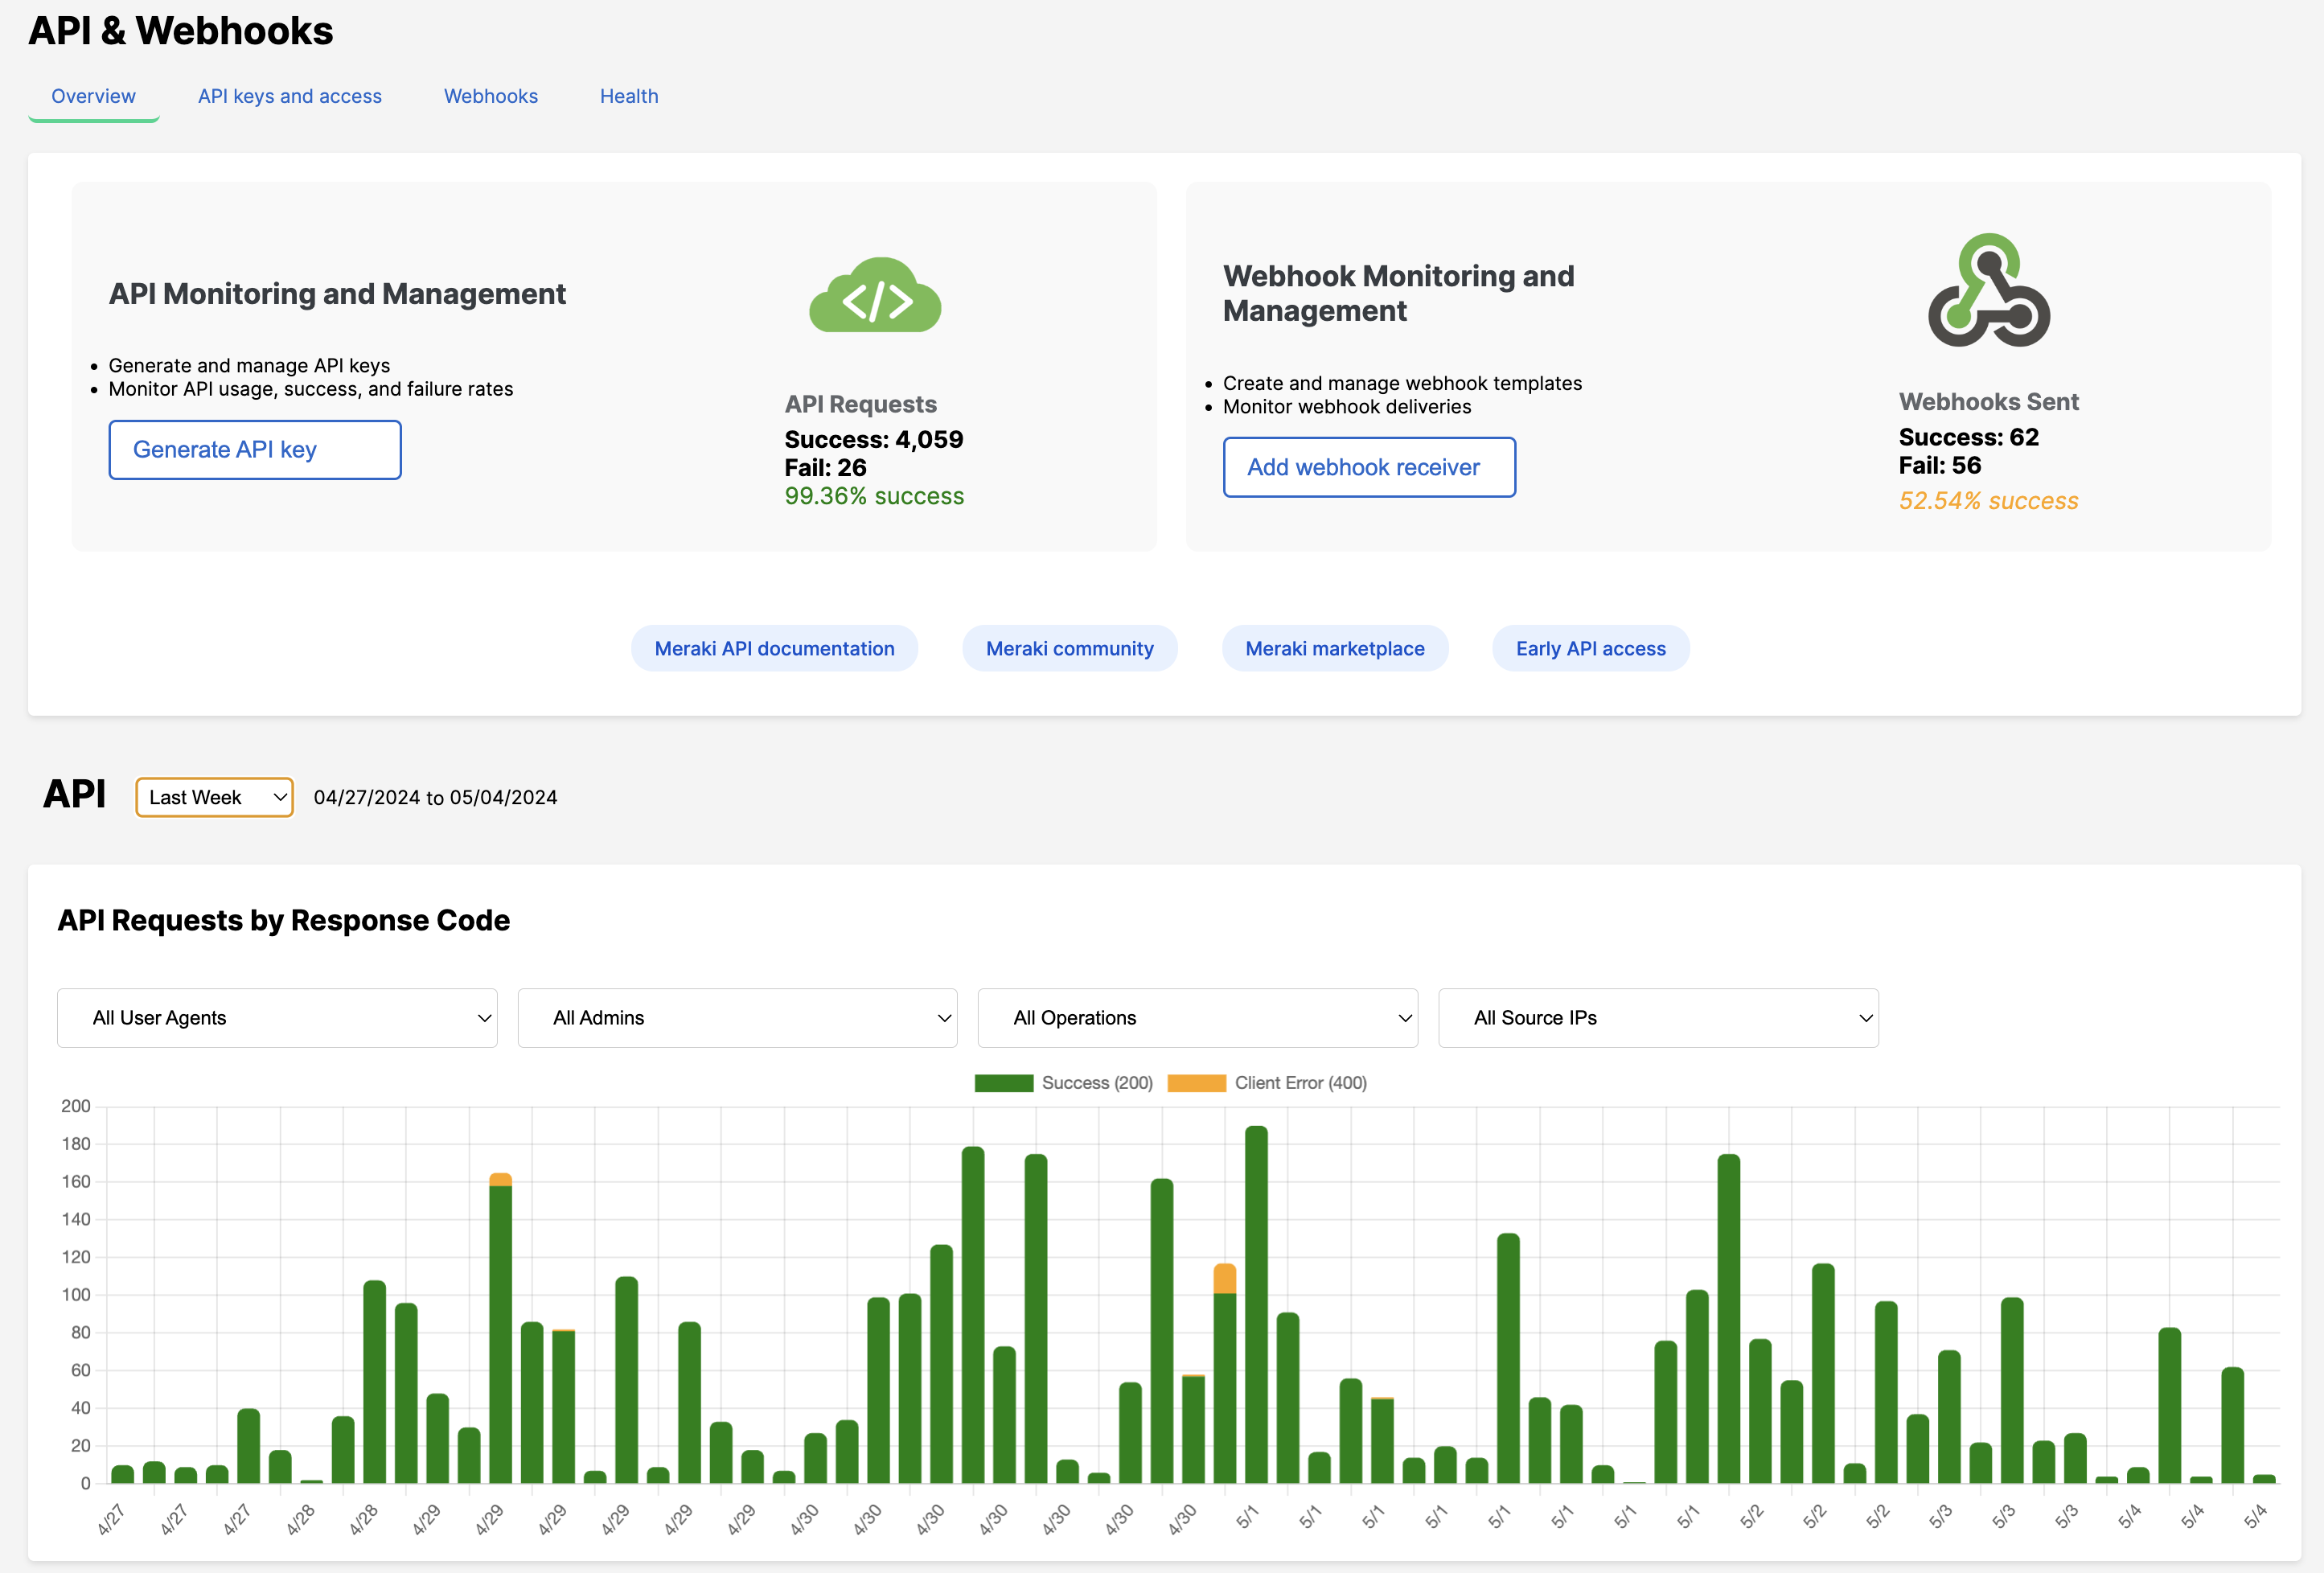 API & Webhooks
Overview
API keys and access
Webhooks
Health
API Monitoring and Management
Generate and manage API keys
Monitor API usage, success, and failure rates
Generate API key
</>
API Requests
Success: 4,059
Fail: 26
99.36% success
Webhook Monitoring and
Management
Create and manage webhook templates
Monitor webhook deliveries
Add webhook receiver
Webhooks Sent
Success: 62
Fail: 56
52.54% success
Meraki API documentation
Meraki community
Meraki marketplace
Early API access
API
Last Week
04/27/2024 to 05/04/2024
API Requests by Response Code
All User Agents
All Admins
All Operations
All Source IPs
Success (200)
Client Error (400)
200
180
160
140
120
100
80
60
40
20
0
4/27
4/27
4/27
4/28
4/28
4/29
4/29
4/29
4/29
4/29
4/29
4/30
4/30
4/30
4/30
4/30
4/30
4/30
5/1
5/1
5/1
5/1
5/1
5/1
5/1
5/1
5/2
5/2
5/2
5/3
5/3
5/3
5/4
5/4
5/4